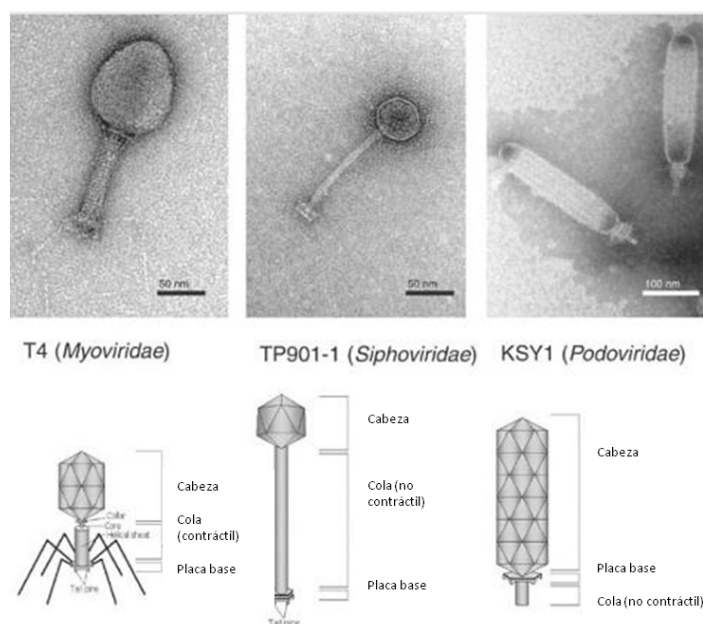 50 nm
50 nm
100 nm
T4 (Myoviridae)
TP901-1 (Siphoviridae)
KSY1 (Podoviridae)
Cabeza
Collar
Core
Helical sheat
Cola
(contráctil)
Placa base
Tail pins
Cabeza
Cola (no
contráctil)
Placa base
Tail pins
Cabeza
Placa base
Cola (no contráctil)